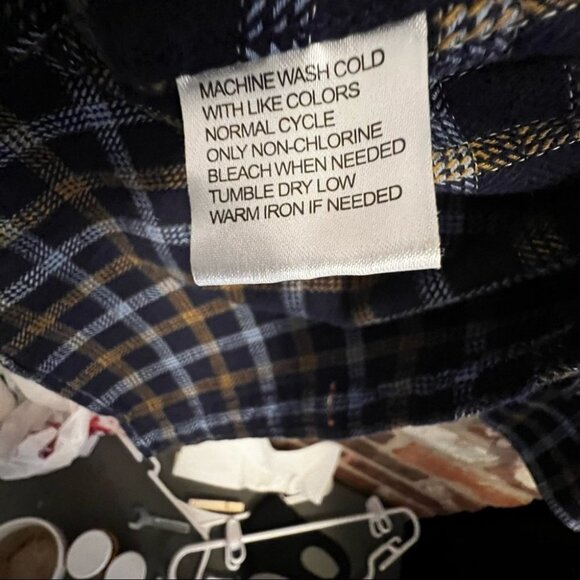 MACHINE WASH COLD
WITH LIKE COLORS
NORMAL CYCLE
ONLY NON-CHLORINE
BLEACH WHEN NEEDED
TUMBLE DRY LOW
WARM IRON IF NEEDED